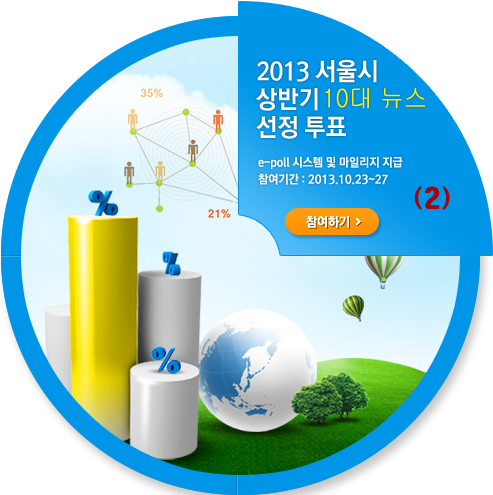 2013 서울시
상반기 10대 뉴스
선정 투표
e-poll 시스템 및 마일리지 지급
참여기간 : 2013.10.23~27
(2)
참여하기 >
35%
21%
%
%
%